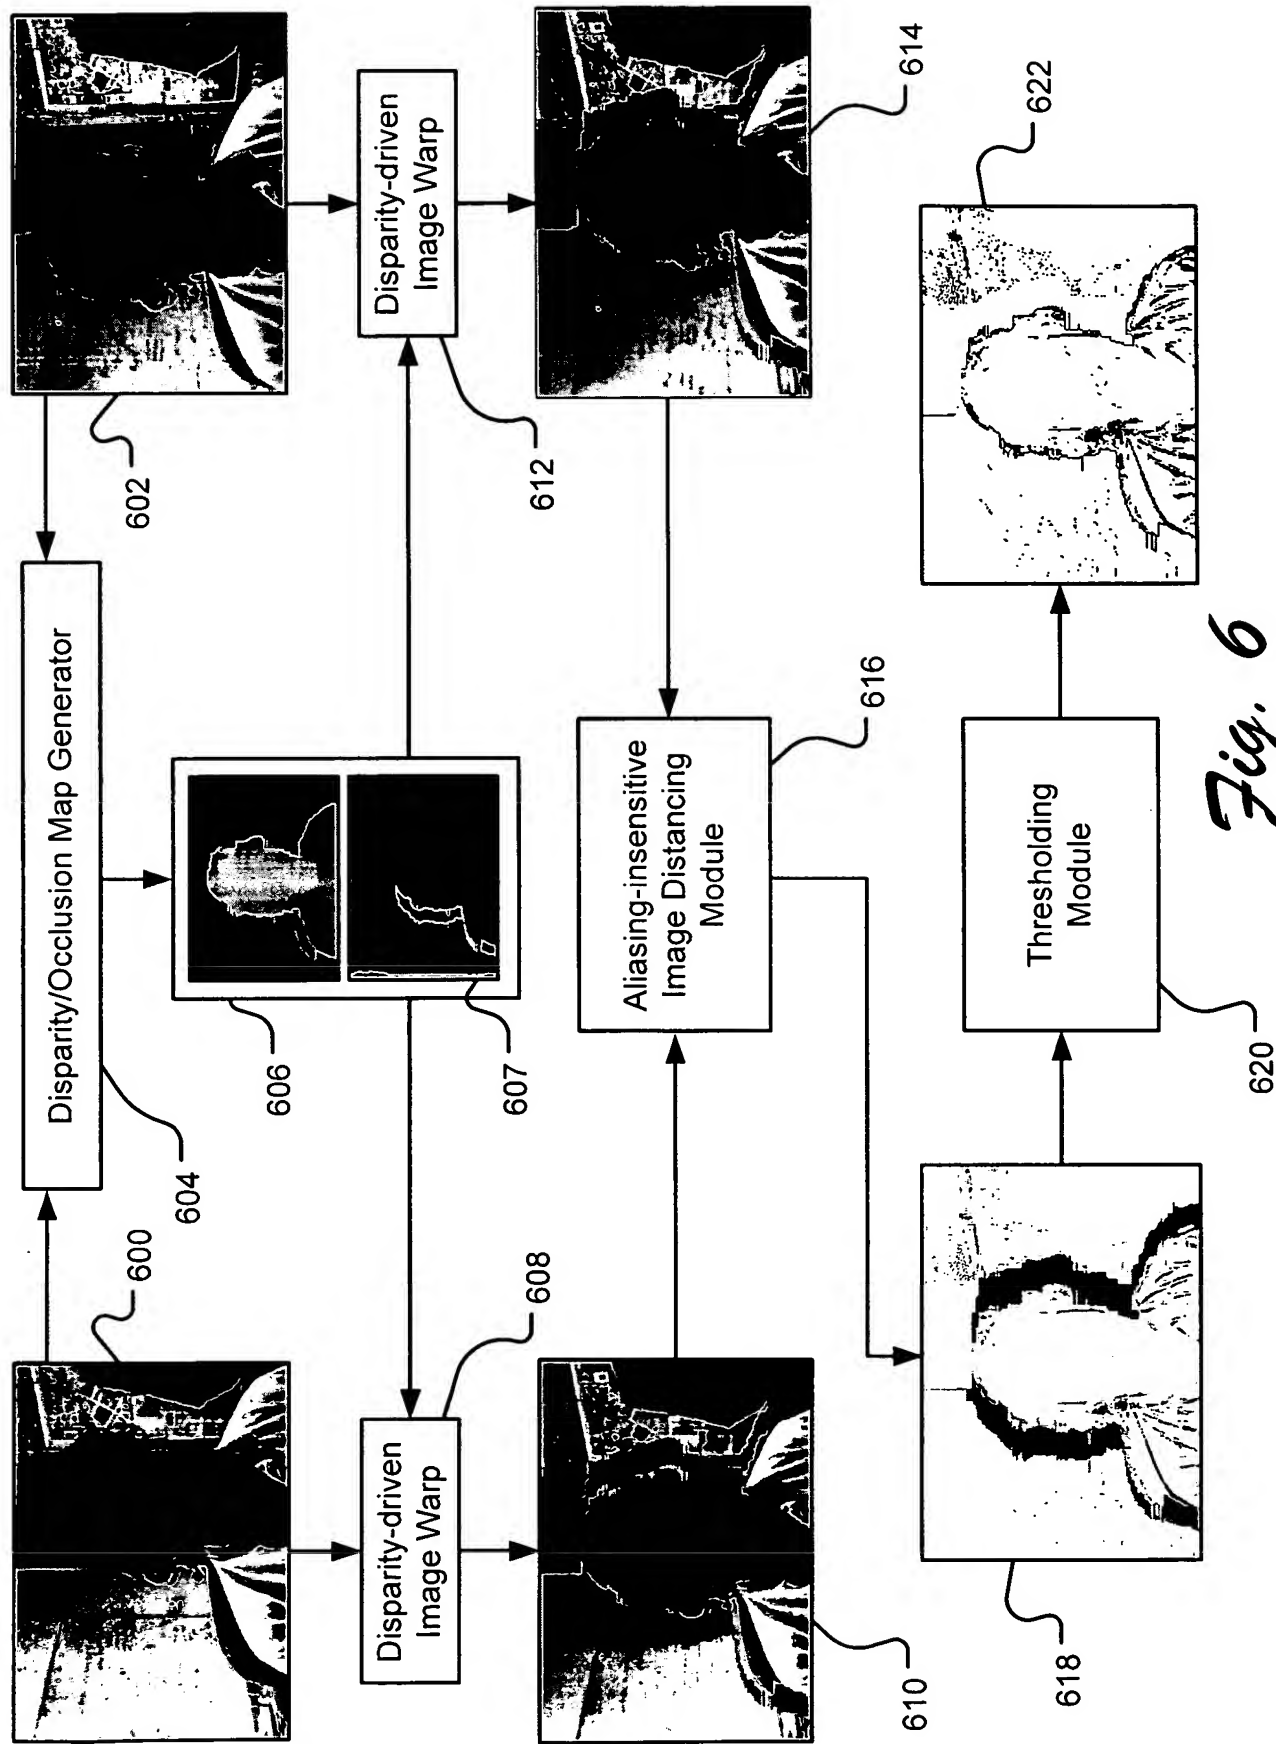 600
602
Disparity/Occlusion Map Generator
604
606
607
Disparity-driven
Image Warp
608
Disparity-driven
Image Warp
612
610
614
Aliasing-insensitive
Image Distancing
Module
616
618
Thresholding
Module
620
622
Fig. 6